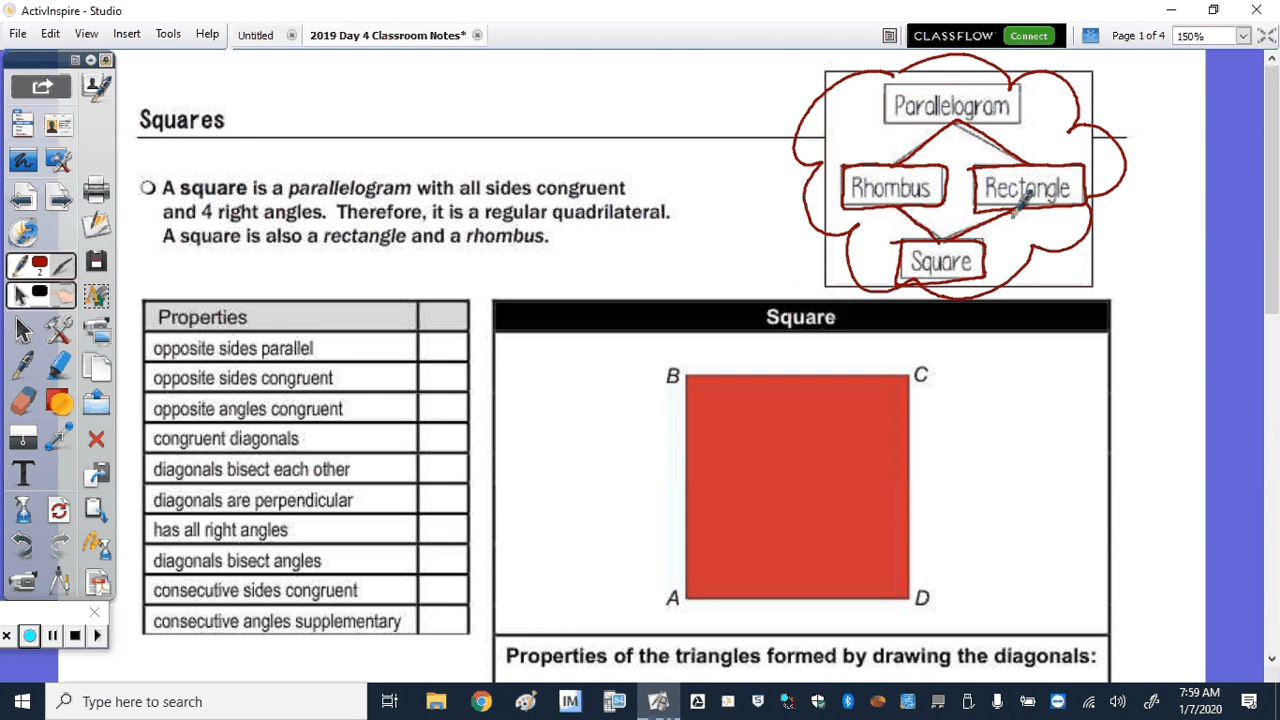 ActivInspire - Studio
File Edit View Insert Tools Help
Untitled
2019 Day 4 Classroom Notes*
CLASSFLOW Connect
Page 1 of 4
150%
Squares
Parallelogram
Rhombus
Rectangle
Square
A square is a parallelogram with all sides congruent
and 4 right angles. Therefore, it is a regular quadrilateral.
A square is also a rectangle and a rhombus.
Properties
opposite sides parallel
opposite sides congruent
opposite angles congruent
congruent diagonals
diagonals bisect each other
diagonals are perpendicular
has all right angles
diagonals bisect angles
consecutive sides congruent
consecutive angles supplementary
Square
B
C
A
D
Properties of the triangles formed by drawing the diagonals:
2
T
Type here to search
IM
7:59 AM
1/7/2020